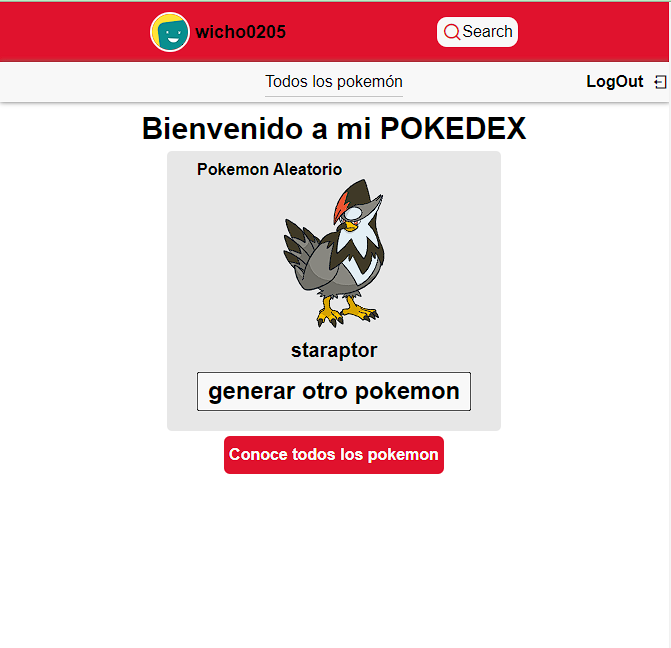 wicho0205
Search
Todos los pokemón
LogOut
Bienvenido a mi POKEDEX
Pokemon Aleatorio
staraptor
generar otro pokemon
Conoce todos los pokemon